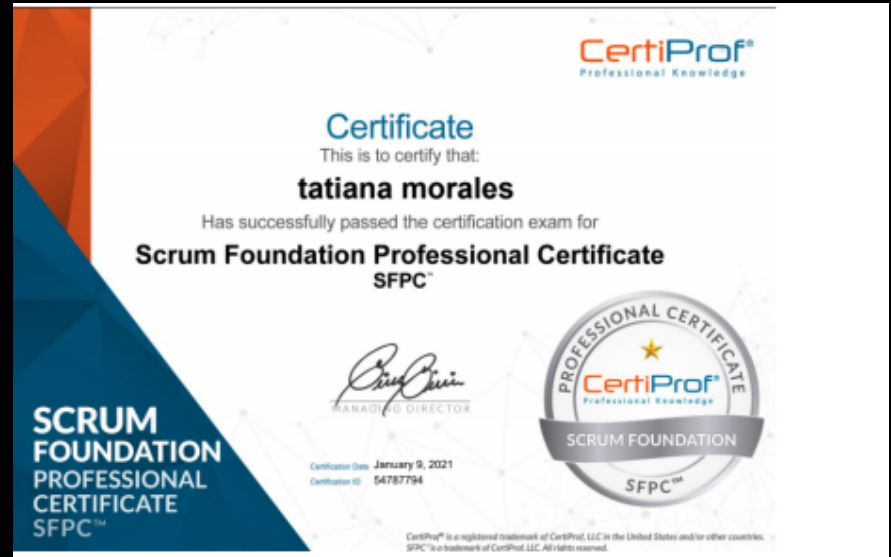 CertiProf®
Professional Knowledge
Certificate
This is to certify that:
tatiana morales
Has successfully passed the certification exam for
Scrum Foundation Professional Certificate
SFPC™
MANAGING DIRECTOR
PROFESSIONAL CERTIFICATE
CertiProf®
Professional Knowledge
SCRUM FOUNDATION
SFPC™
SCRUM
FOUNDATION
PROFESSIONAL
CERTIFICATE
SFPC™
Certification Date January 9, 2021
Certification ID 54787794
CertiProf® is a registered trademark of CertiProf, LLC in the United States and/or other countries.
SFPC™ is a trademark of CertiProf, LLC. All rights reserved.